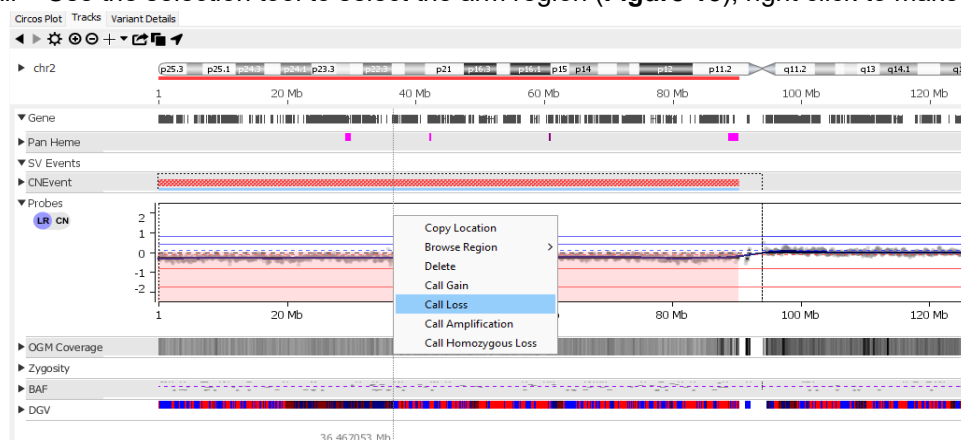 Use the selection tool to select the arm region (Figure 10), right click to make
Circos Plot Tracks Variant Details
chr2
p25.3 p25.1 p24.3 p24.1 p23.3 p22.3 p21 p16.3 p16.1 p15 p14 p12 p11.2 q11.2 q13 q14.1
1 20 Mb 40 Mb 60 Mb 80 Mb 100 Mb 120 Mb
Gene
Pan Heme
SV Events
CNEvent
Probes
LR CN
2
1
0
-1
-2
Copy Location
Browse Region >
Delete
Call Gain
Call Loss
Call Amplification
Call Homozygous Loss
1 20 Mb 80 Mb 100 Mb 120 Mb
OGM Coverage
Zygosity
BAF
DGV
36.467053 Mb